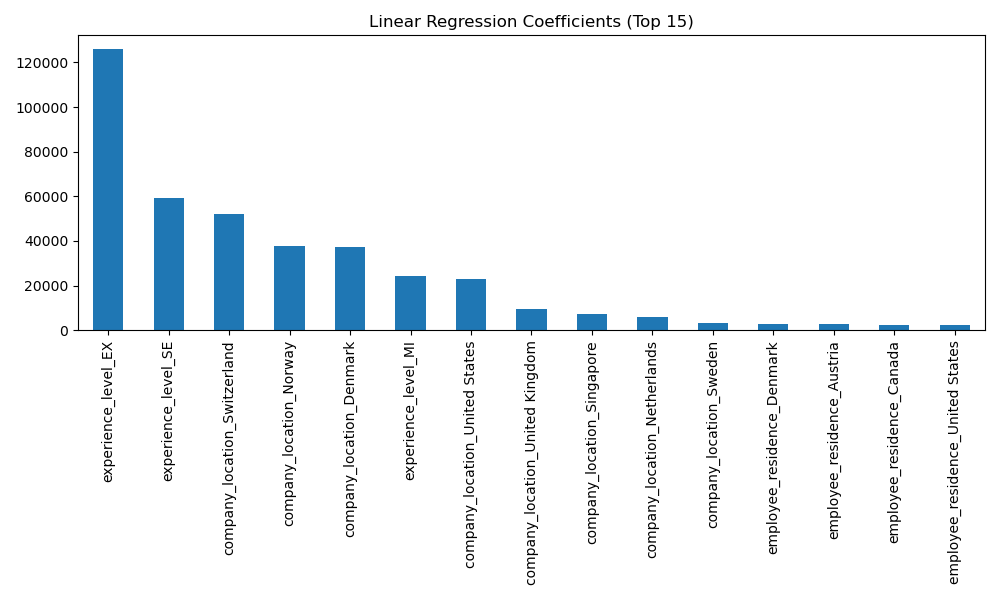 Linear Regression Coefficients (Top 15)
120000
100000
80000
60000
40000
20000
0
experience_level_EX
experience_level_SE
company_location_Switzerland
company_location_Norway
company_location_Denmark
experience_level_MI
company_location_United States
company_location_United Kingdom
company_location_Singapore
company_location_Netherlands
company_location_Sweden
employee_residence_Denmark
employee_residence_Austria
employee_residence_Canada
employee_residence_United States